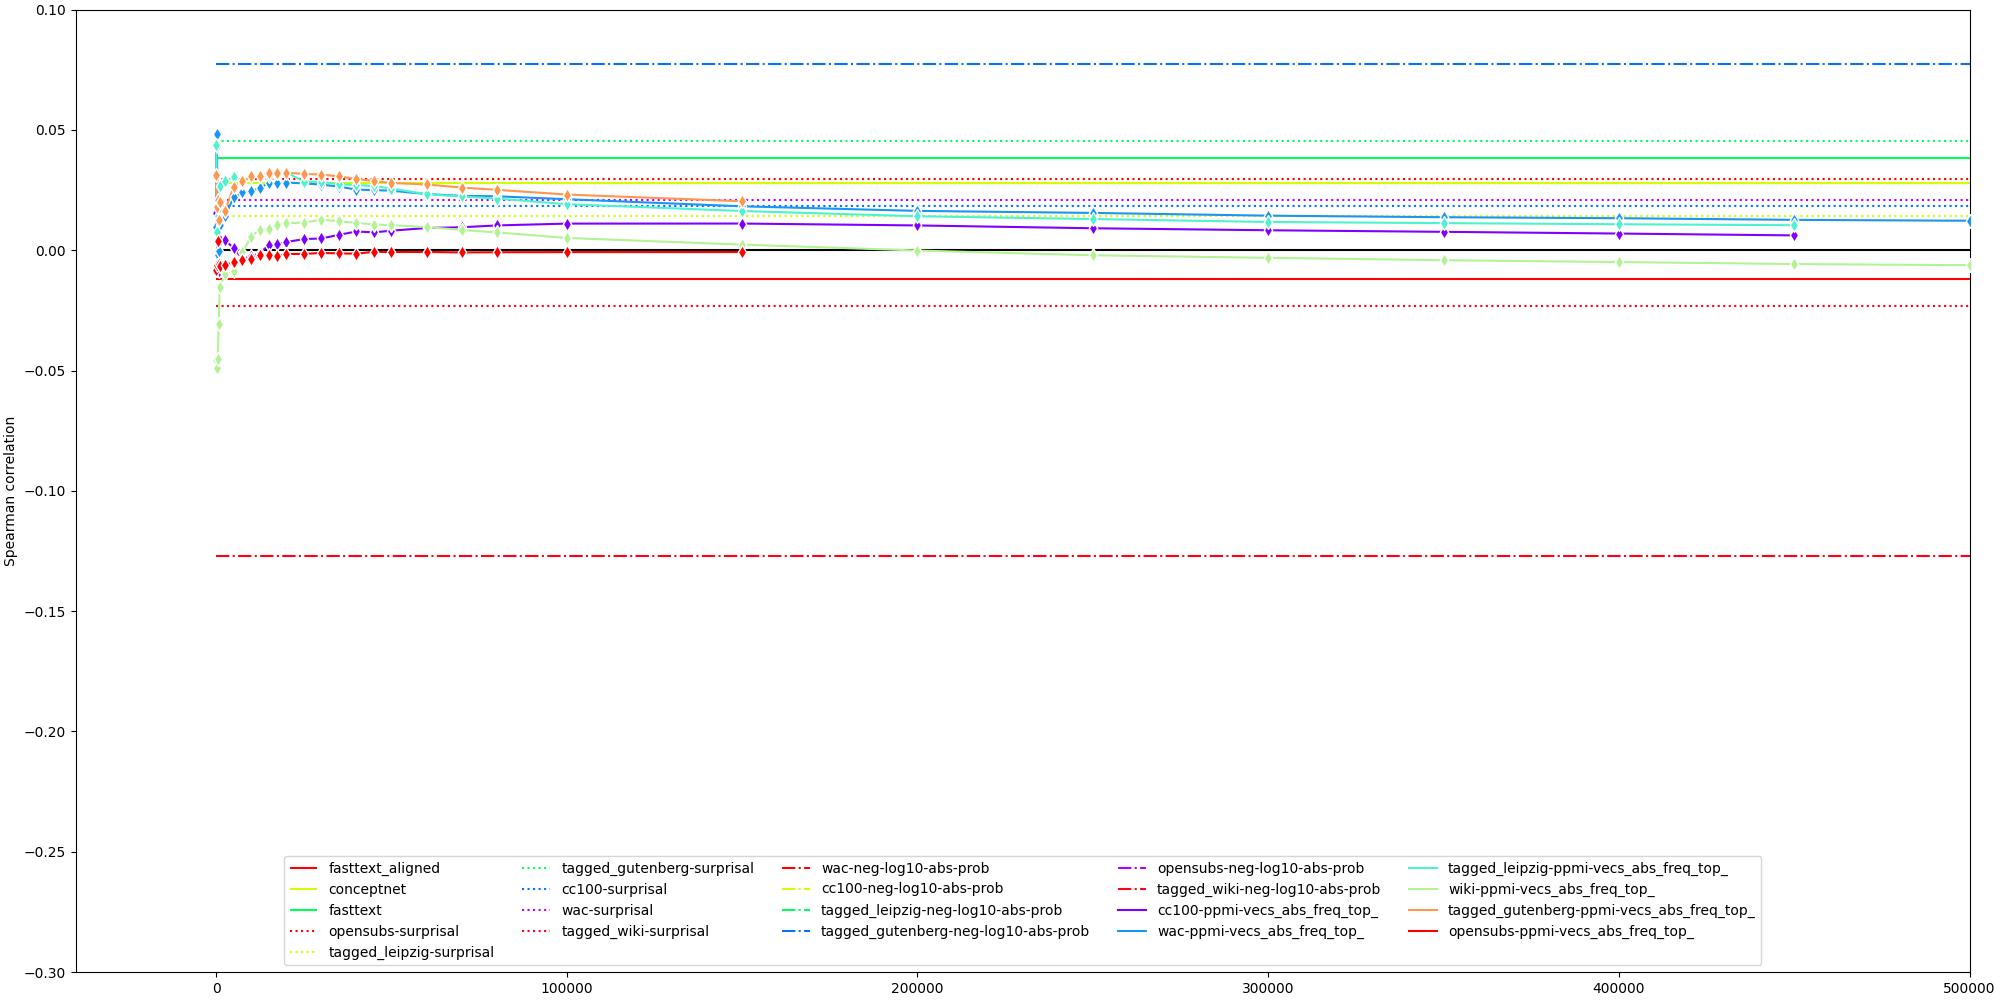 0.10
0.05
0.00
−0.05
−0.10
−0.15
−0.20
−0.25
−0.30
Spearman correlation
fasttext_aligned
conceptnet
fasttext
opensubs-surprisal
tagged_leipzig-surprisal
tagged_gutenberg-surprisal
cc100-surprisal
wac-surprisal
tagged_wiki-surprisal
wac-neg-log10-abs-prob
cc100-neg-log10-abs-prob
tagged_leipzig-neg-log10-abs-prob
tagged_gutenberg-neg-log10-abs-prob
opensubs-neg-log10-abs-prob
tagged_wiki-neg-log10-abs-prob
cc100-ppmi-vecs_abs_freq_top_
wac-ppmi-vecs_abs_freq_top_
tagged_leipzig-ppmi-vecs_abs_freq_top_
wiki-ppmi-vecs_abs_freq_top_
tagged_gutenberg-ppmi-vecs_abs_freq_top_
opensubs-ppmi-vecs_abs_freq_top_
0
100000
200000
300000
400000
500000